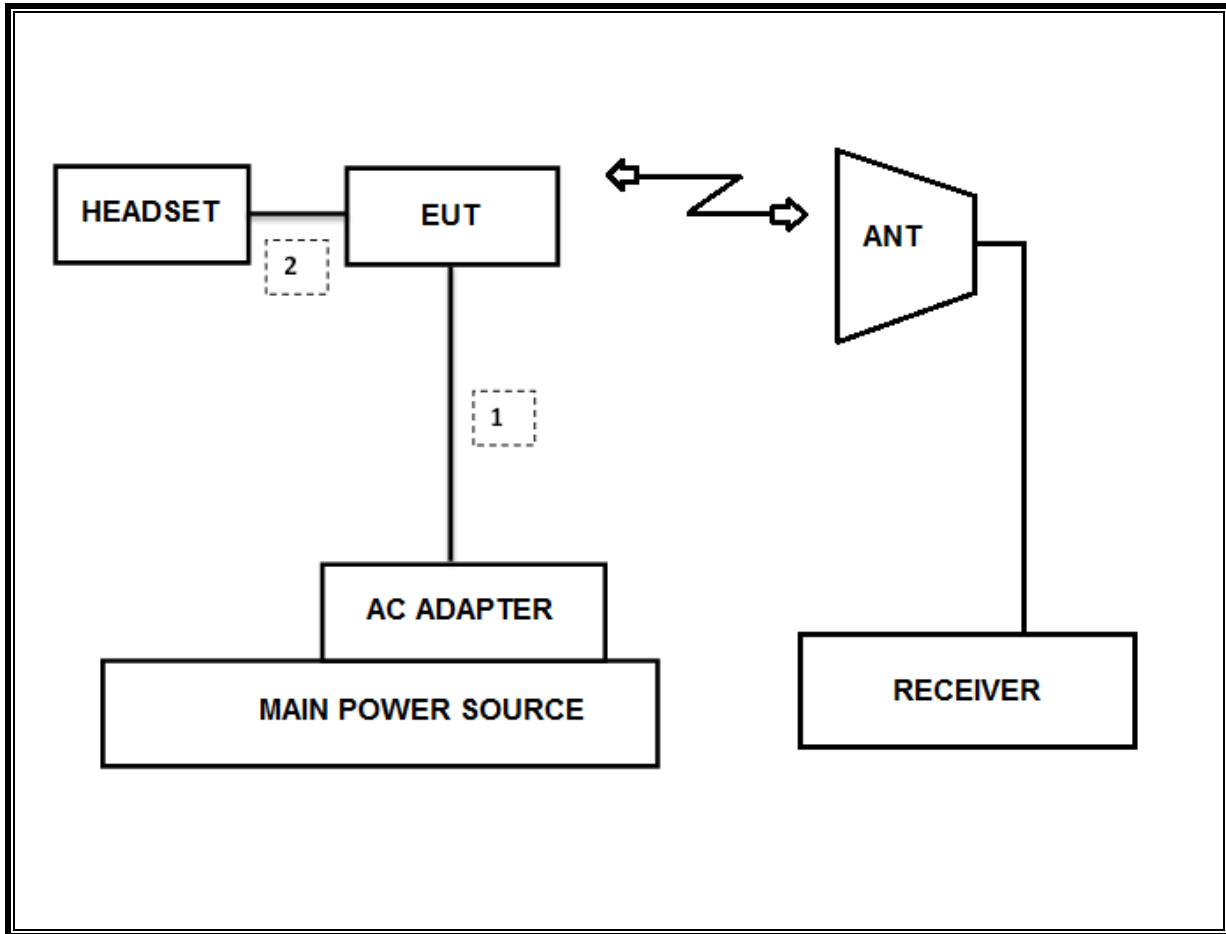 HEADSET
EUT
ANT
2
1
AC ADAPTER
MAIN POWER SOURCE
RECEIVER